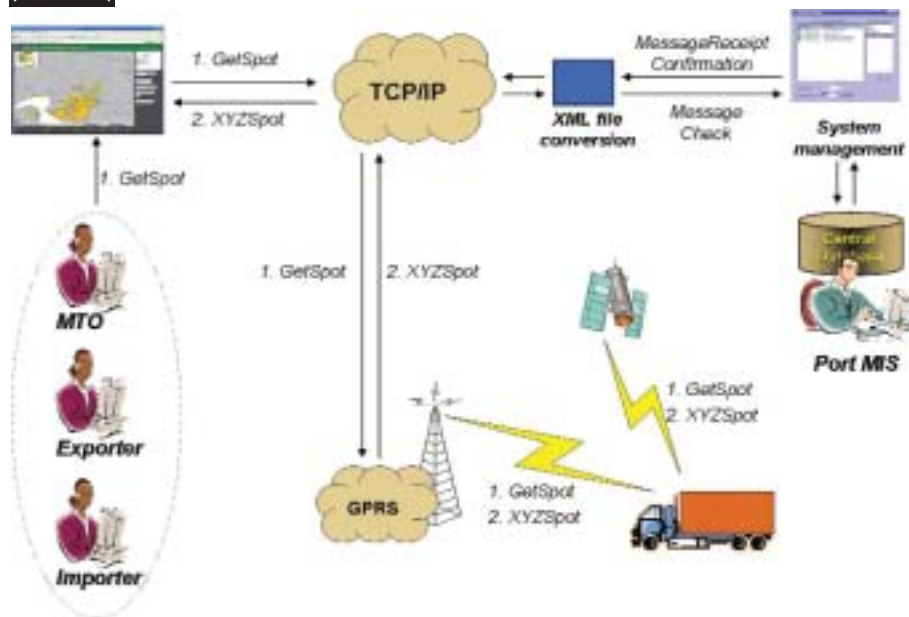 1. GetSpot
2. XYZSpot
TCP/IP
XML file
conversion
MessageReceipt
Confirmation
Message
Check
System
management
1. GetSpot
MTO
Exporter
Importer
1. GetSpot
2. XYZSpot
Central
Port MIS
1. GetSpot
2. XYZSpot
GPRS
1. GetSpot
2. XYZSpot